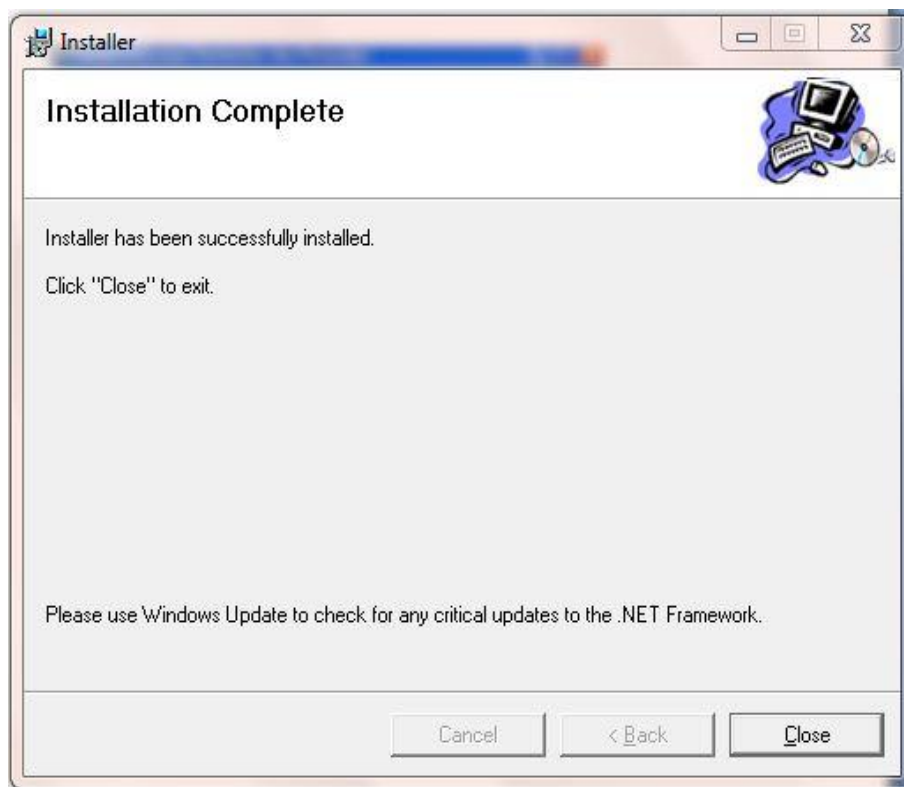 Installer
Installation Complete
Installer has been successfully installed.
Click "Close" to exit.
Please use Windows Update to check for any critical updates to the .NET Framework.
Cancel
< Back
Close